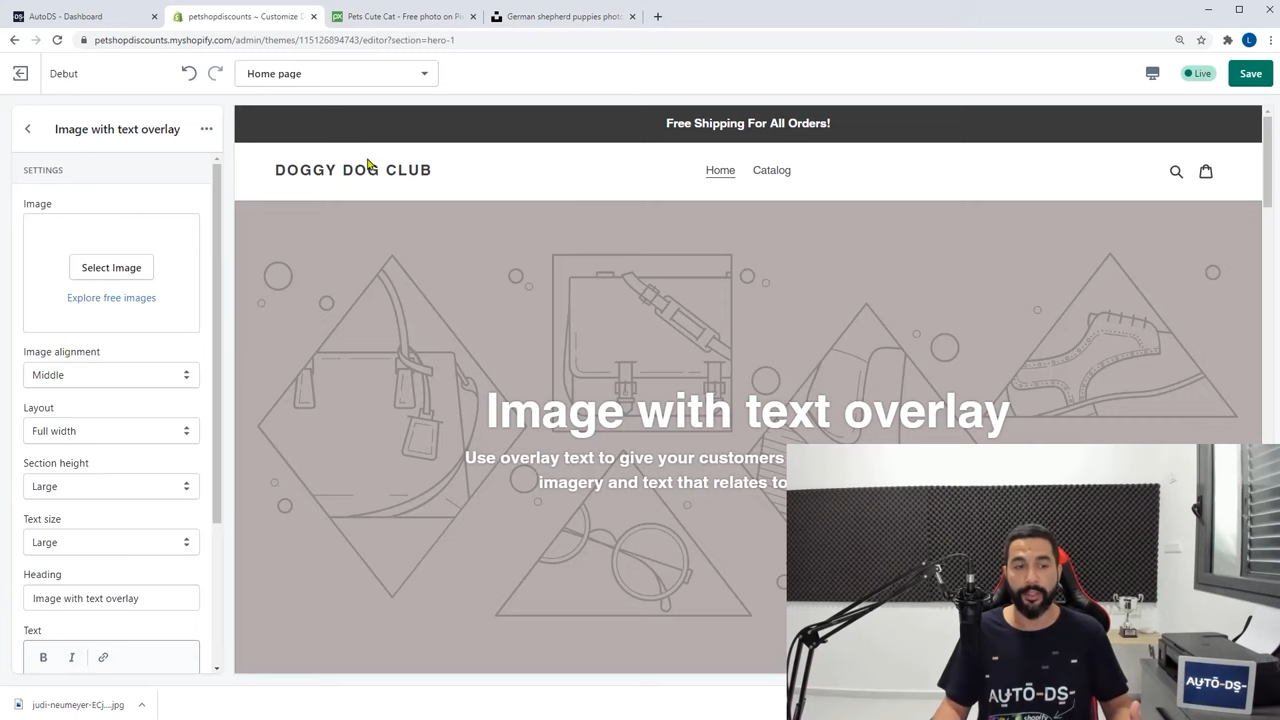 AutoDS - Dashboard
petshopdiscounts ~ Customize D
Pets Cute Cat - Free photo on Pi
German shepherd puppies phot
petshopdiscounts.myshopify.com/admin/themes/115126894743/editor?section=hero-1
L
Debut
Home page
Live
Save
Image with text overlay
SETTINGS
Image
Select Image
Explore free images
Image alignment
Middle
Layout
Full width
Section height
Large
Text size
Large
Heading
Image with text overlay
Text
B I
Free Shipping For All Orders!
DOGGY DOG CLUB
Home
Catalog
Image with text overlay
Use overlay text to give your customers
imagery and text that relates to
AUTO-DS-
shopify
AUTO-DS-
judi-neumeyer-ECj....jpg